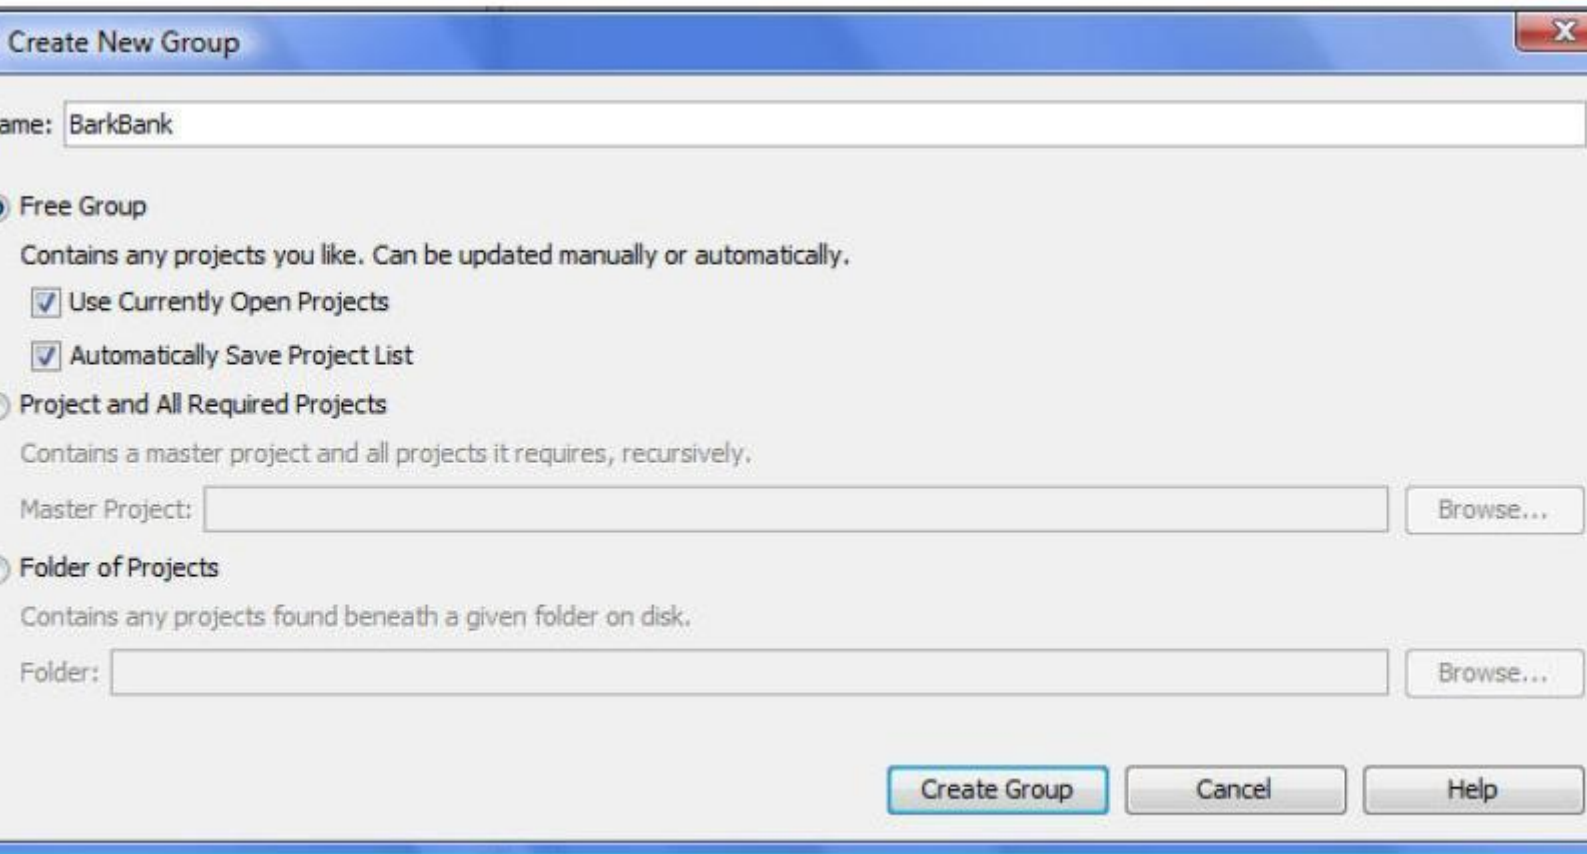 Create New Group
ame: BarkBank
Free Group
Contains any projects you like. Can be updated manually or automatically.
Use Currently Open Projects
Automatically Save Project List
Project and All Required Projects
Contains a master project and all projects it requires, recursively.
Master Project: Browse...
Folder of Projects
Contains any projects found beneath a given folder on disk.
Folder: Browse...
Create Group Cancel Help